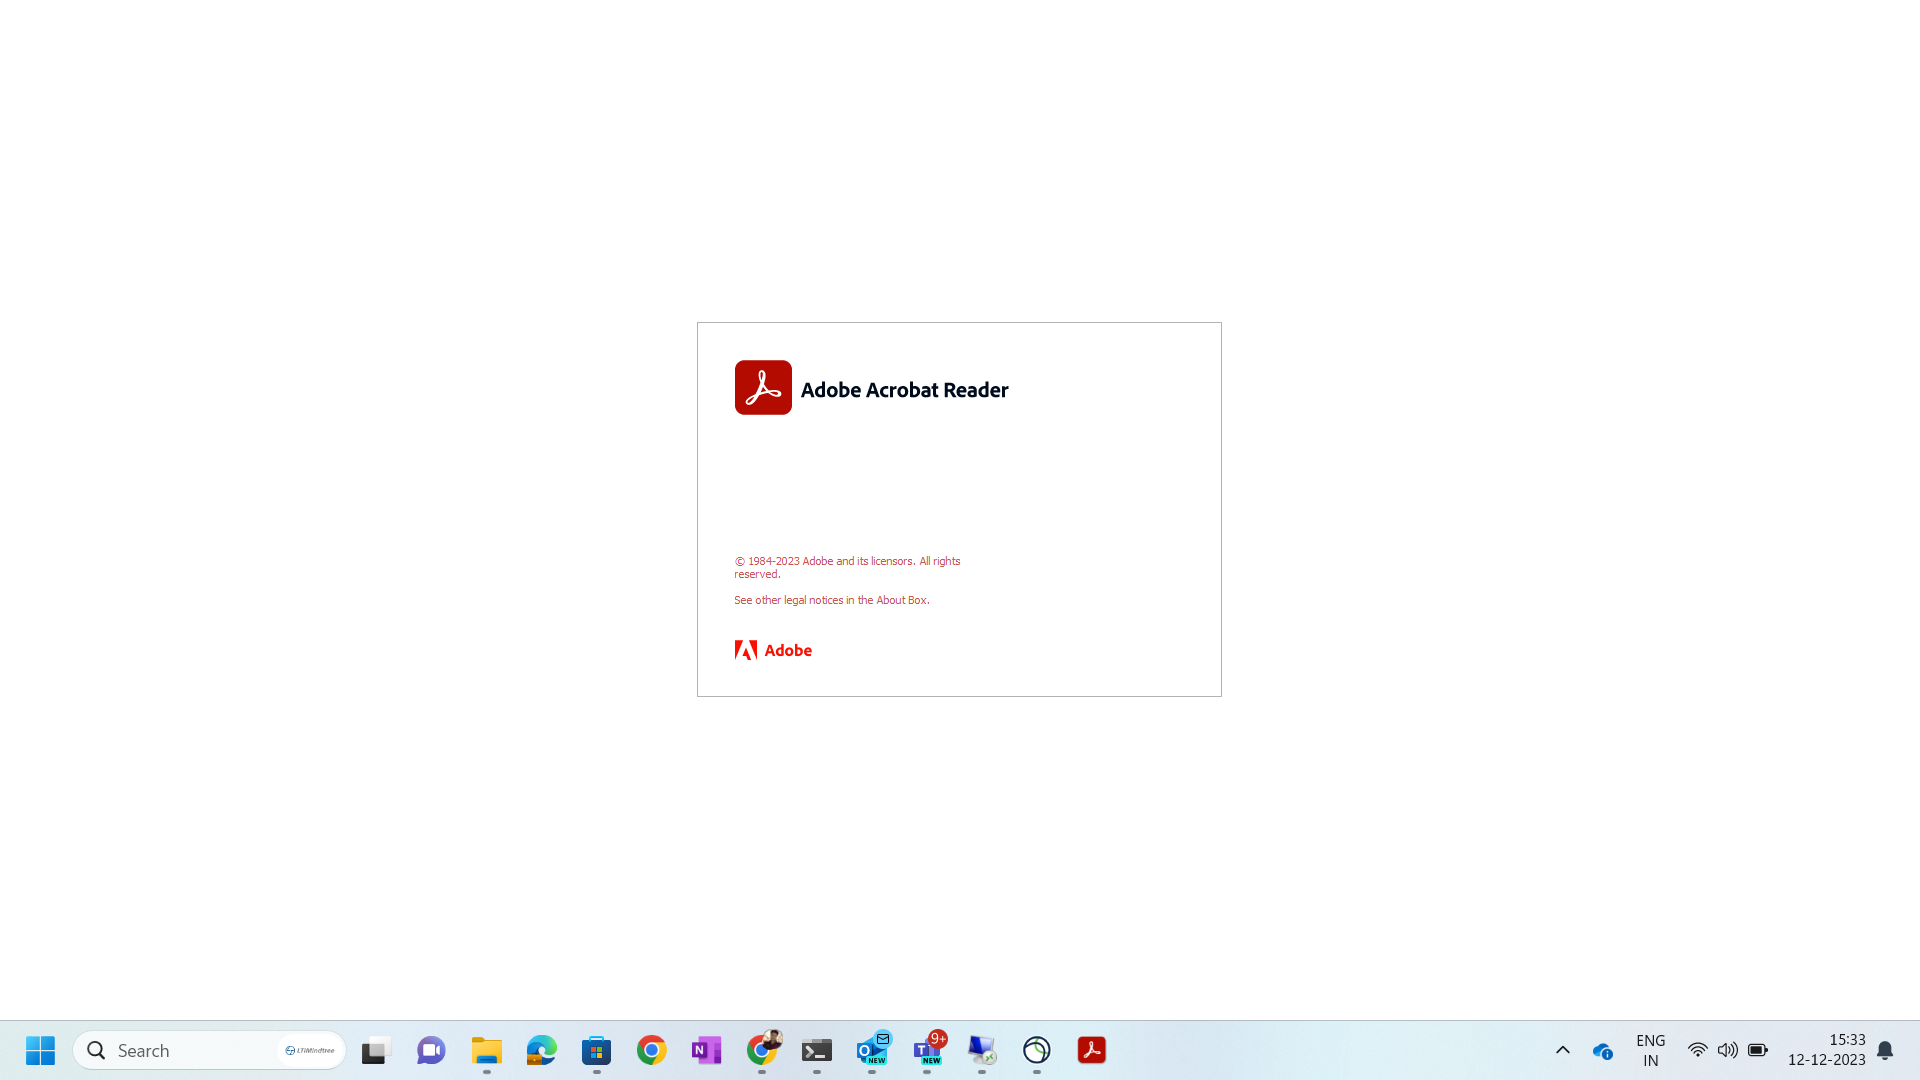 Adobe Acrobat Reader
© 1984-2023 Adobe and its licensors. All rights
reserved.
See other legal notices in the About Box.
Adobe
Search
LTIMindtree
N
O
NEW
T
9+
NEW
ENG
IN
15:33
12-12-2023